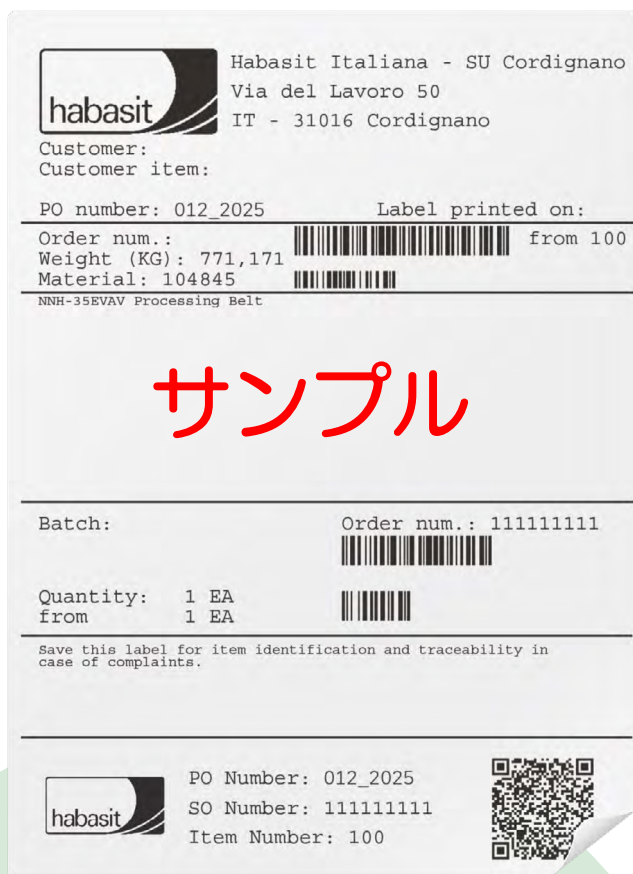 habasit
Habasit Italiana - SU Cordignano
Via del Lavoro 50
IT - 31016 Cordignano
Customer:
Customer item:
PO number: 012_2025 Label printed on:
Order num.: from 100
Weight (KG): 771,171
Material: 104845
NNH-35EVAV Processing Belt
サンプル
Batch: Order num.: 111111111
Quantity: 1 EA
from 1 EA
Save this label for item identification and traceability in
case of complaints.
habasit
PO Number: 012_2025
SO Number: 111111111
Item Number: 100